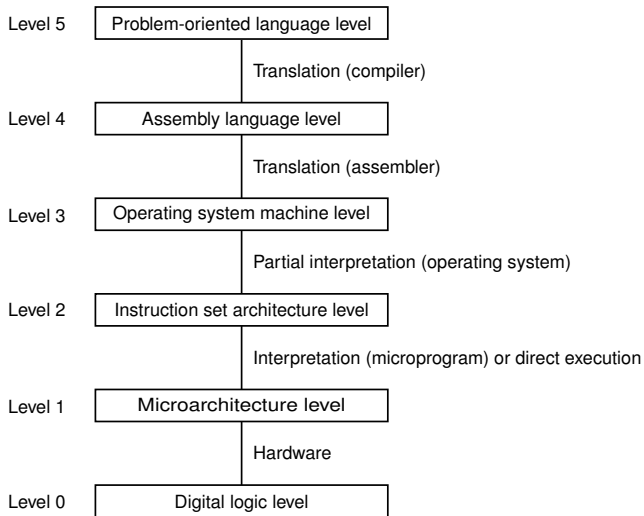 Level 5 Problem-oriented language level
Translation (compiler)
Level 4 Assembly language level
Translation (assembler)
Level 3 Operating system machine level
Partial interpretation (operating system)
Level 2 Instruction set architecture level
Interpretation (microprogram) or direct execution
Level 1 Microarchitecture level
Hardware
Level 0 Digital logic level